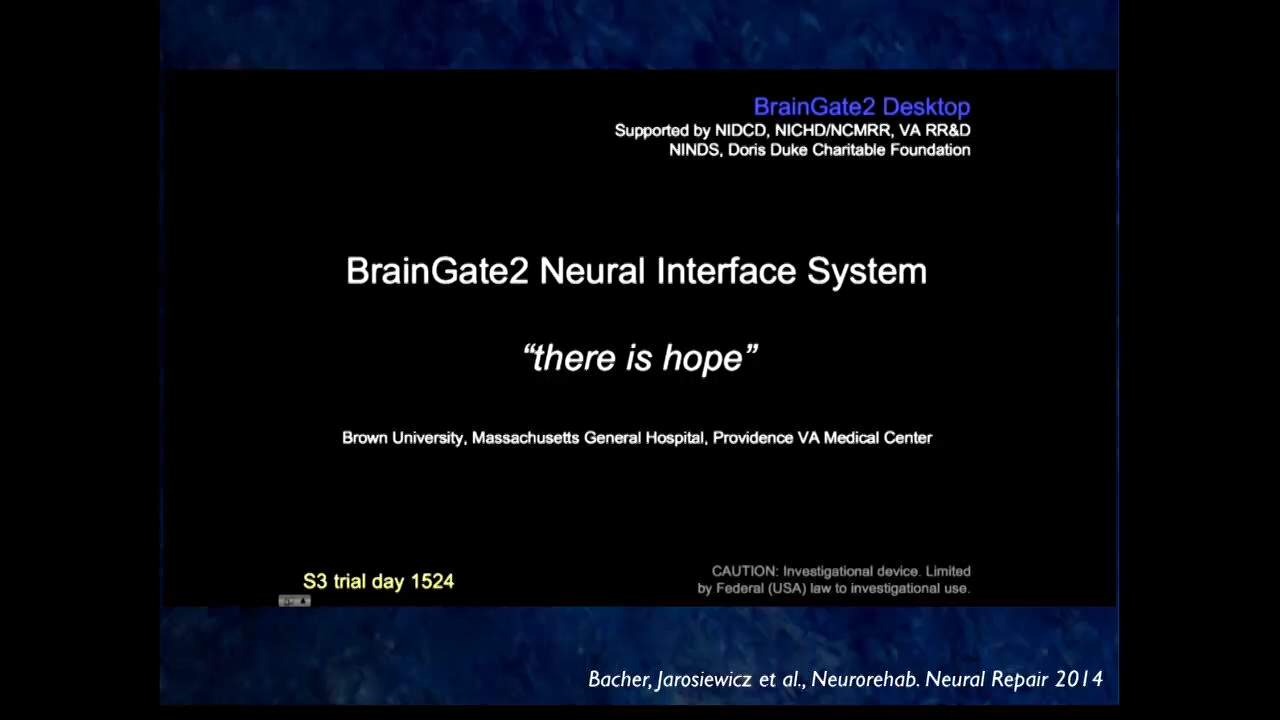 BrainGate2 Desktop
Supported by NIDCD, NICHD/NCMRR, VA RR&D
NINDS, Doris Duke Charitable Foundation
BrainGate2 Neural Interface System
“there is hope”
Brown University, Massachusetts General Hospital, Providence VA Medical Center
S3 trial day 1524
CAUTION: Investigational device. Limited
by Federal (USA) law to investigational use.
Bacher, Jarosiewicz et al., Neurorehab. Neural Repair 2014